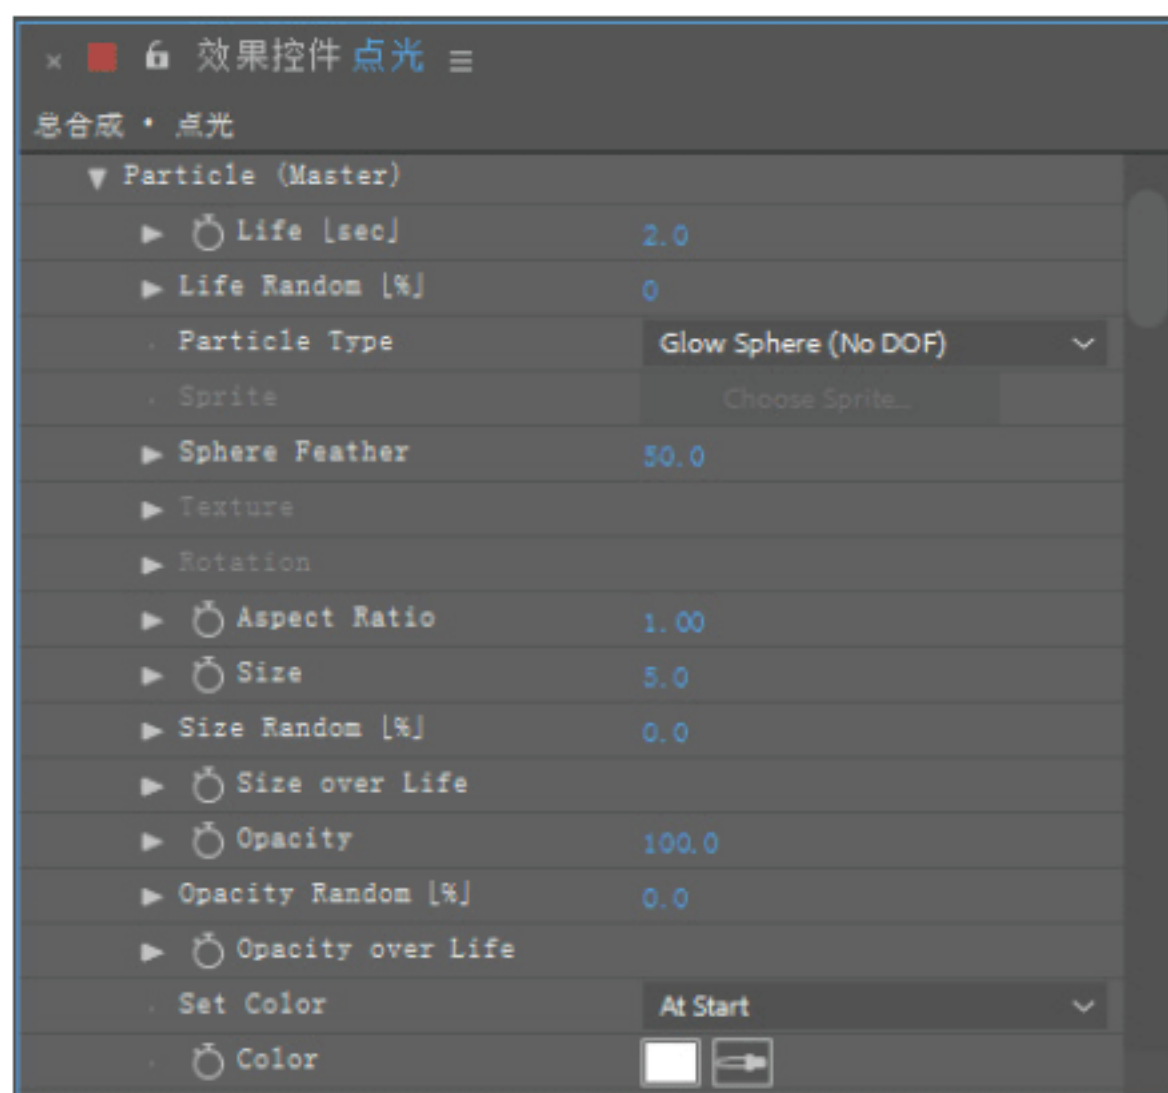 效果控件 点光
总合成 • 点光
Particle (Master)
Life [sec] 2.0
Life Random [%] 0
Particle Type Glow Sphere (No DOF)
Sprite Choose Sprite...
Sphere Feather 50.0
Texture
Rotation
Aspect Ratio 1.00
Size 5.0
Size Random [%] 0.0
Size over Life
Opacity 100.0
Opacity Random [%] 0.0
Opacity over Life
Set Color At Start
Color